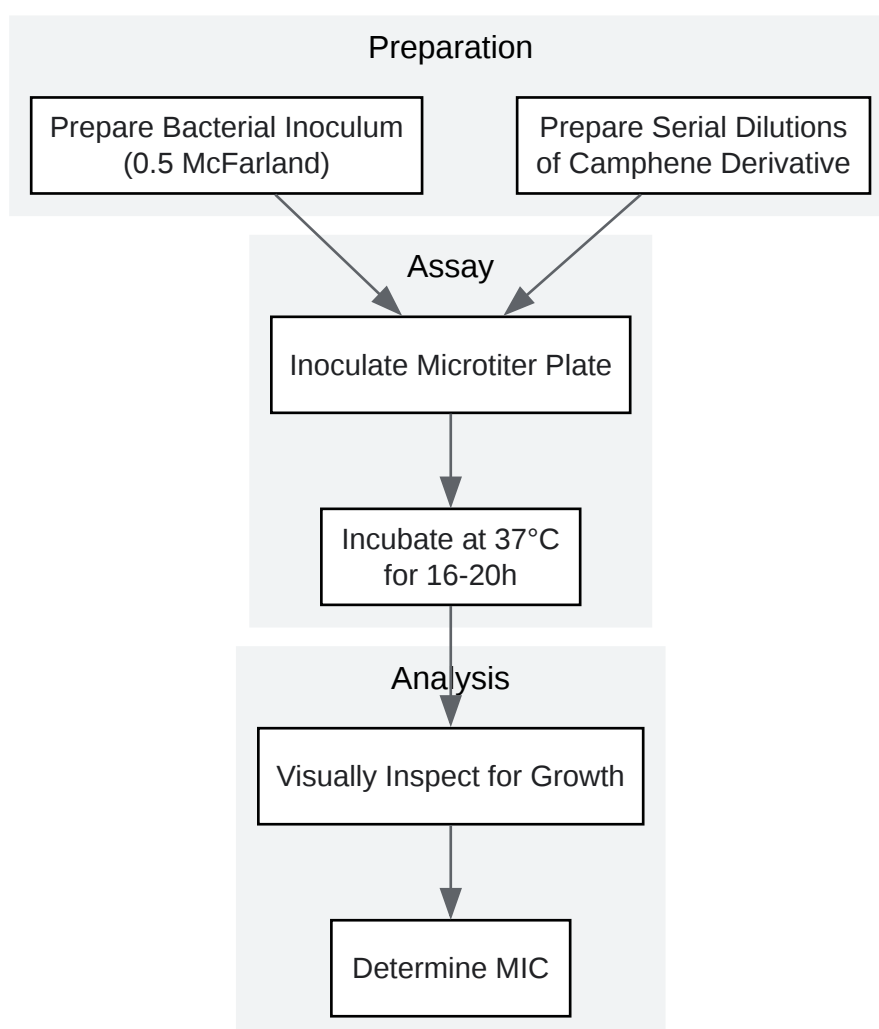 Preparation
Prepare Bacterial Inoculum
(0.5 McFarland)
Prepare Serial Dilutions
of Camphene Derivative
Assay
Inoculate Microtiter Plate
Incubate at 37°C
for 16-20h
Analysis
Visually Inspect for Growth
Determine MIC